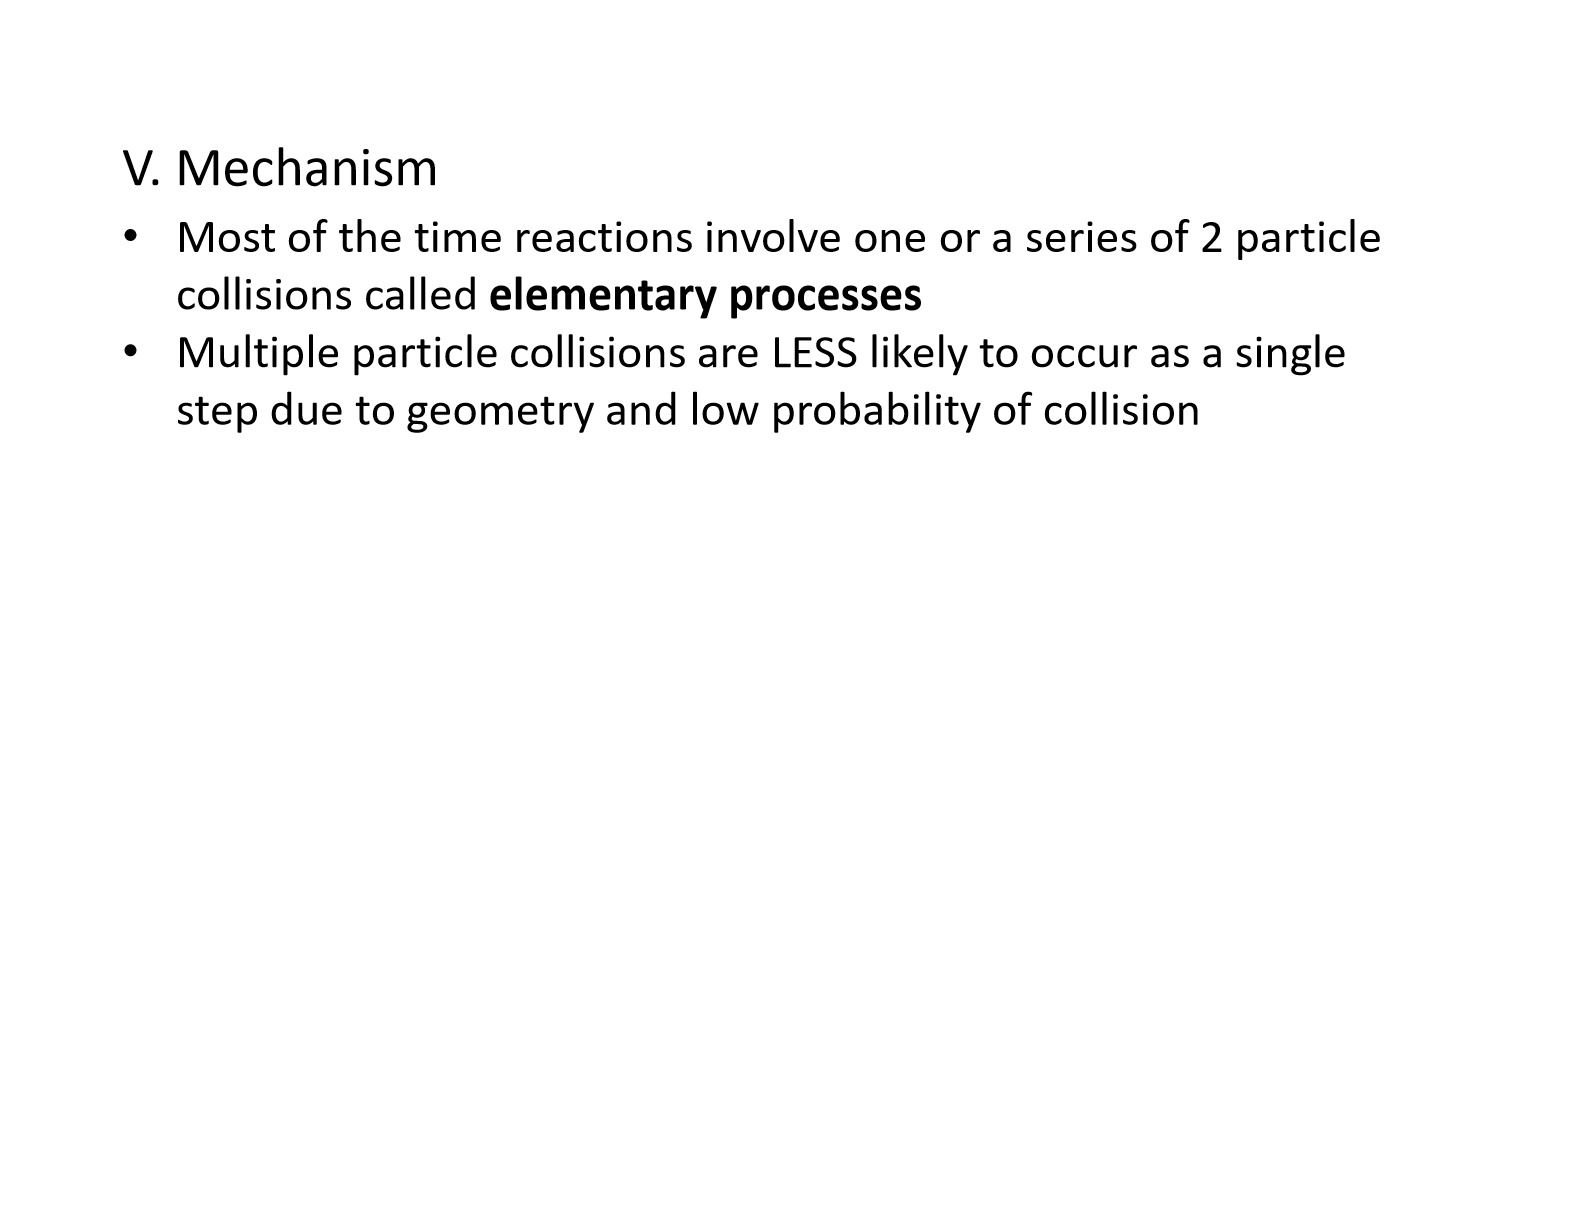 V. Mechanism
• Most of the time reactions involve one or a series of 2 particle
collisions called elementary processes
• Multiple particle collisions are LESS likely to occur as a single
step due to geometry and low probability of collision